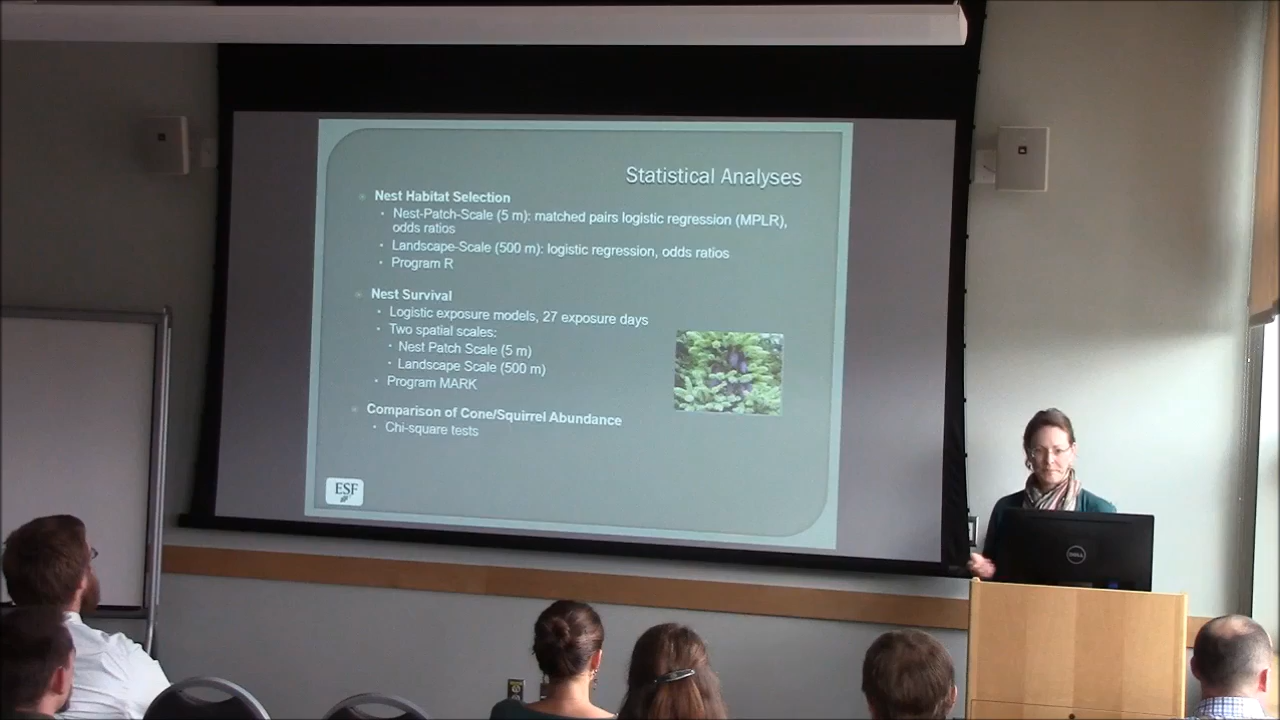 Statistical Analyses
Nest Habitat Selection
Nest-Patch-Scale (5 m): matched pairs logistic regression (MPLR),
odds ratios
Landscape-Scale (500 m): logistic regression, odds ratios
Program R
Nest Survival
Logistic exposure models, 27 exposure days
Two spatial scales:
Nest Patch Scale (5 m)
Landscape Scale (500 m)
Program MARK
Comparison of Cone/Squirrel Abundance
Chi-square tests
ESF
DELL